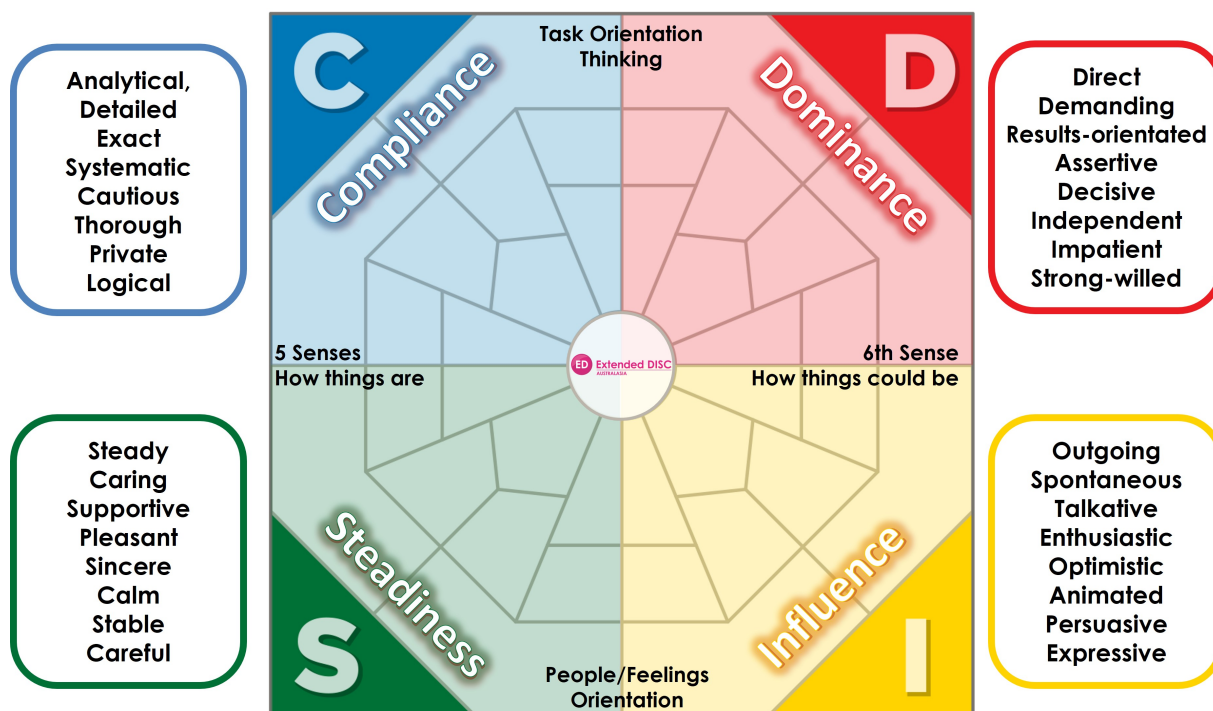 C
Compliance
Task Orientation
Thinking
Dominance
D
Analytical,
Detailed
Exact
Systematic
Cautious
Thorough
Private
Logical
Direct
Demanding
Results-orientated
Assertive
Decisive
Independent
Impatient
Strong-willed
5 Senses
How things are
ED Extended DISC
AUSTRALASIA
6th Sense
How things could be
Steady
Caring
Supportive
Pleasant
Sincere
Calm
Stable
Careful
Outgoing
Spontaneous
Talkative
Enthusiastic
Optimistic
Animated
Persuasive
Expressive
Steadiness
S
People/Feelings
Orientation
Influence
I